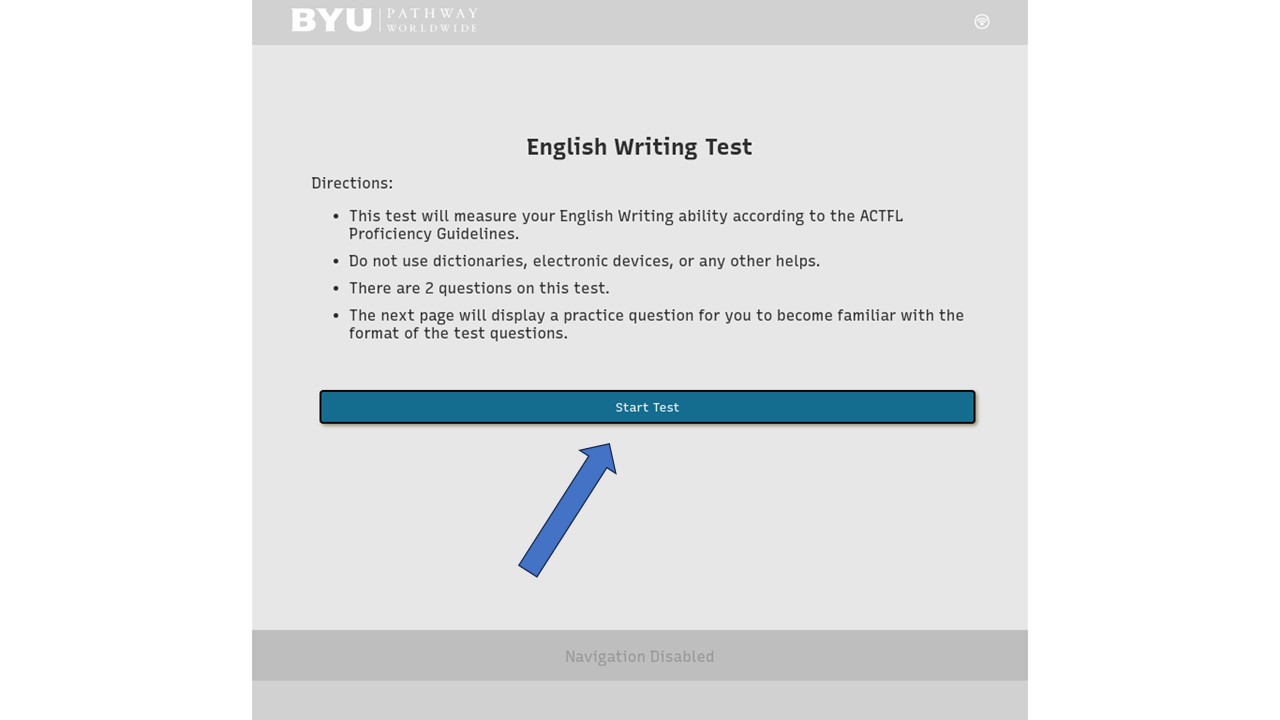 BYU PATHWAY
WORLDWIDE
English Writing Test
Directions:
• This test will measure your English Writing ability according to the ACTFL
Proficiency Guidelines.
• Do not use dictionaries, electronic devices, or any other helps.
• There are 2 questions on this test.
• The next page will display a practice question for you to become familiar with the
format of the test questions.
Start Test
Navigation Disabled